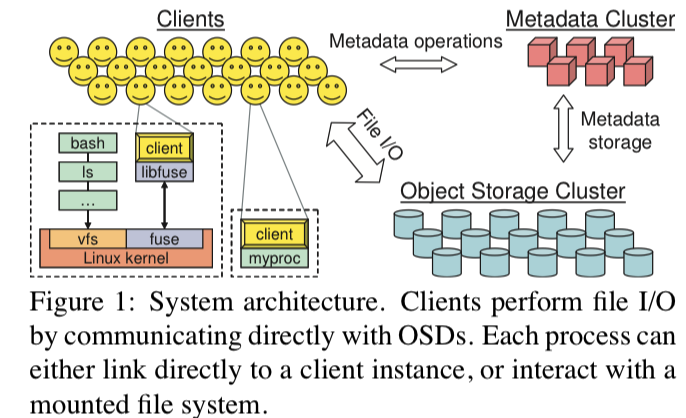 Clients
Metadata Cluster
Metadata operations
File I/O
Metadata
storage
bash
ls
...
client
libfuse
vfs
fuse
Linux kernel
client
myproc
Object Storage Cluster
Figure 1: System architecture. Clients perform file I/O
by communicating directly with OSDs. Each process can
either link directly to a client instance, or interact with a
mounted file system.